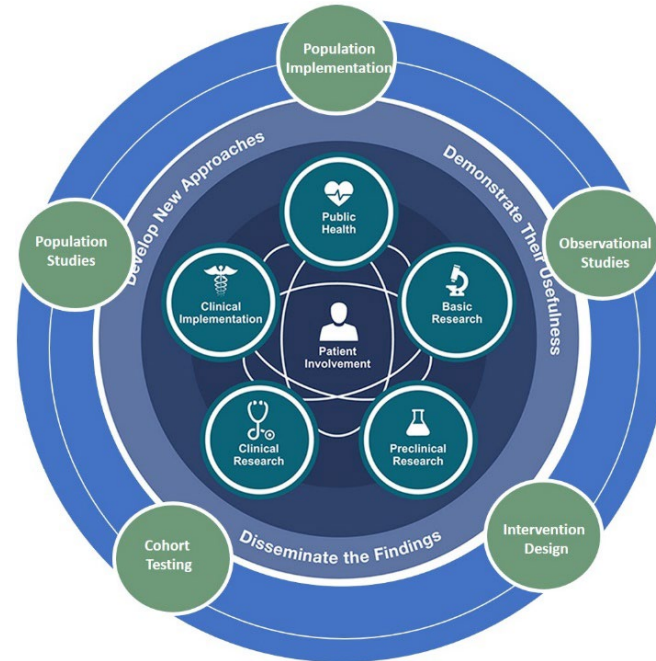 Population
Implementation
Develop New Approaches
Demonstrate Their Usefulness
Public
Health
Population
Studies
Observational
Studies
Clinical
Implementation
Basic
Research
Patient
Involvement
Clinical
Research
Preclinical
Research
Disseminate the Findings
Cohort
Testing
Intervention
Design